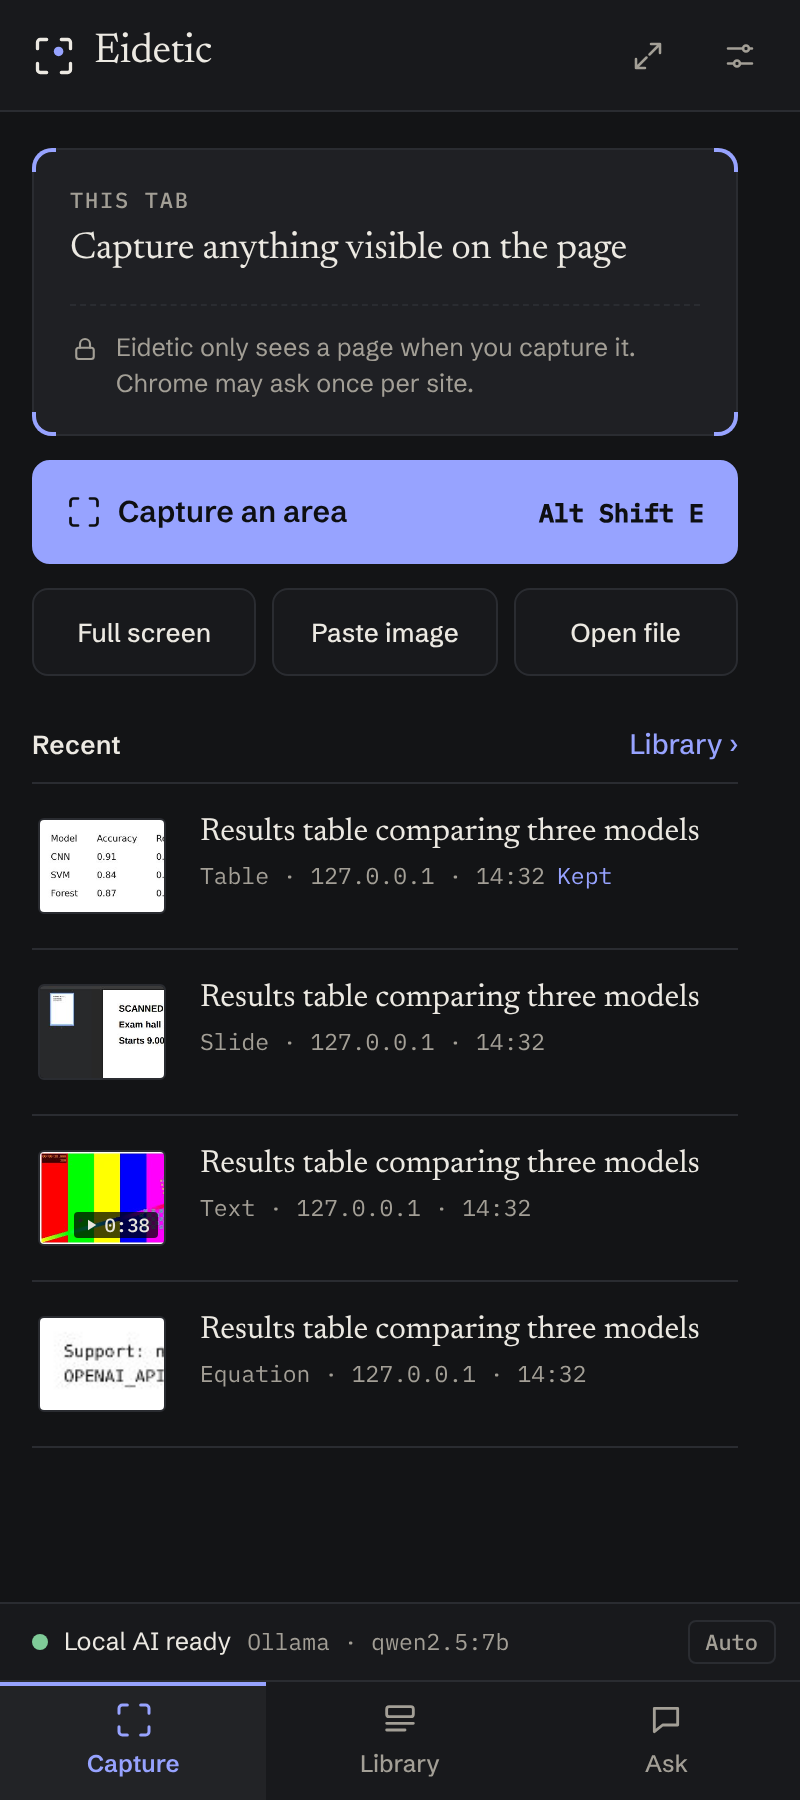 Eidetic
THIS TAB
Capture anything visible on the page
Eidetic only sees a page when you capture it.
Chrome may ask once per site.
Capture an area Alt Shift E
Full screen Paste image Open file
Recent Library ›
Results table comparing three models
Table · 127.0.0.1 · 14:32 Kept
Model Accuracy
CNN 0.91
SVM 0.84
Forest 0.87
Results table comparing three models
Slide · 127.0.0.1 · 14:32
SCANNED
Exam hall
Starts 9.00
Results table comparing three models
Text · 127.0.0.1 · 14:32
0:38
Results table comparing three models
Equation · 127.0.0.1 · 14:32
Support:
OPENAI_API
Local AI ready Ollama · qwen2.5:7b Auto
Capture Library Ask